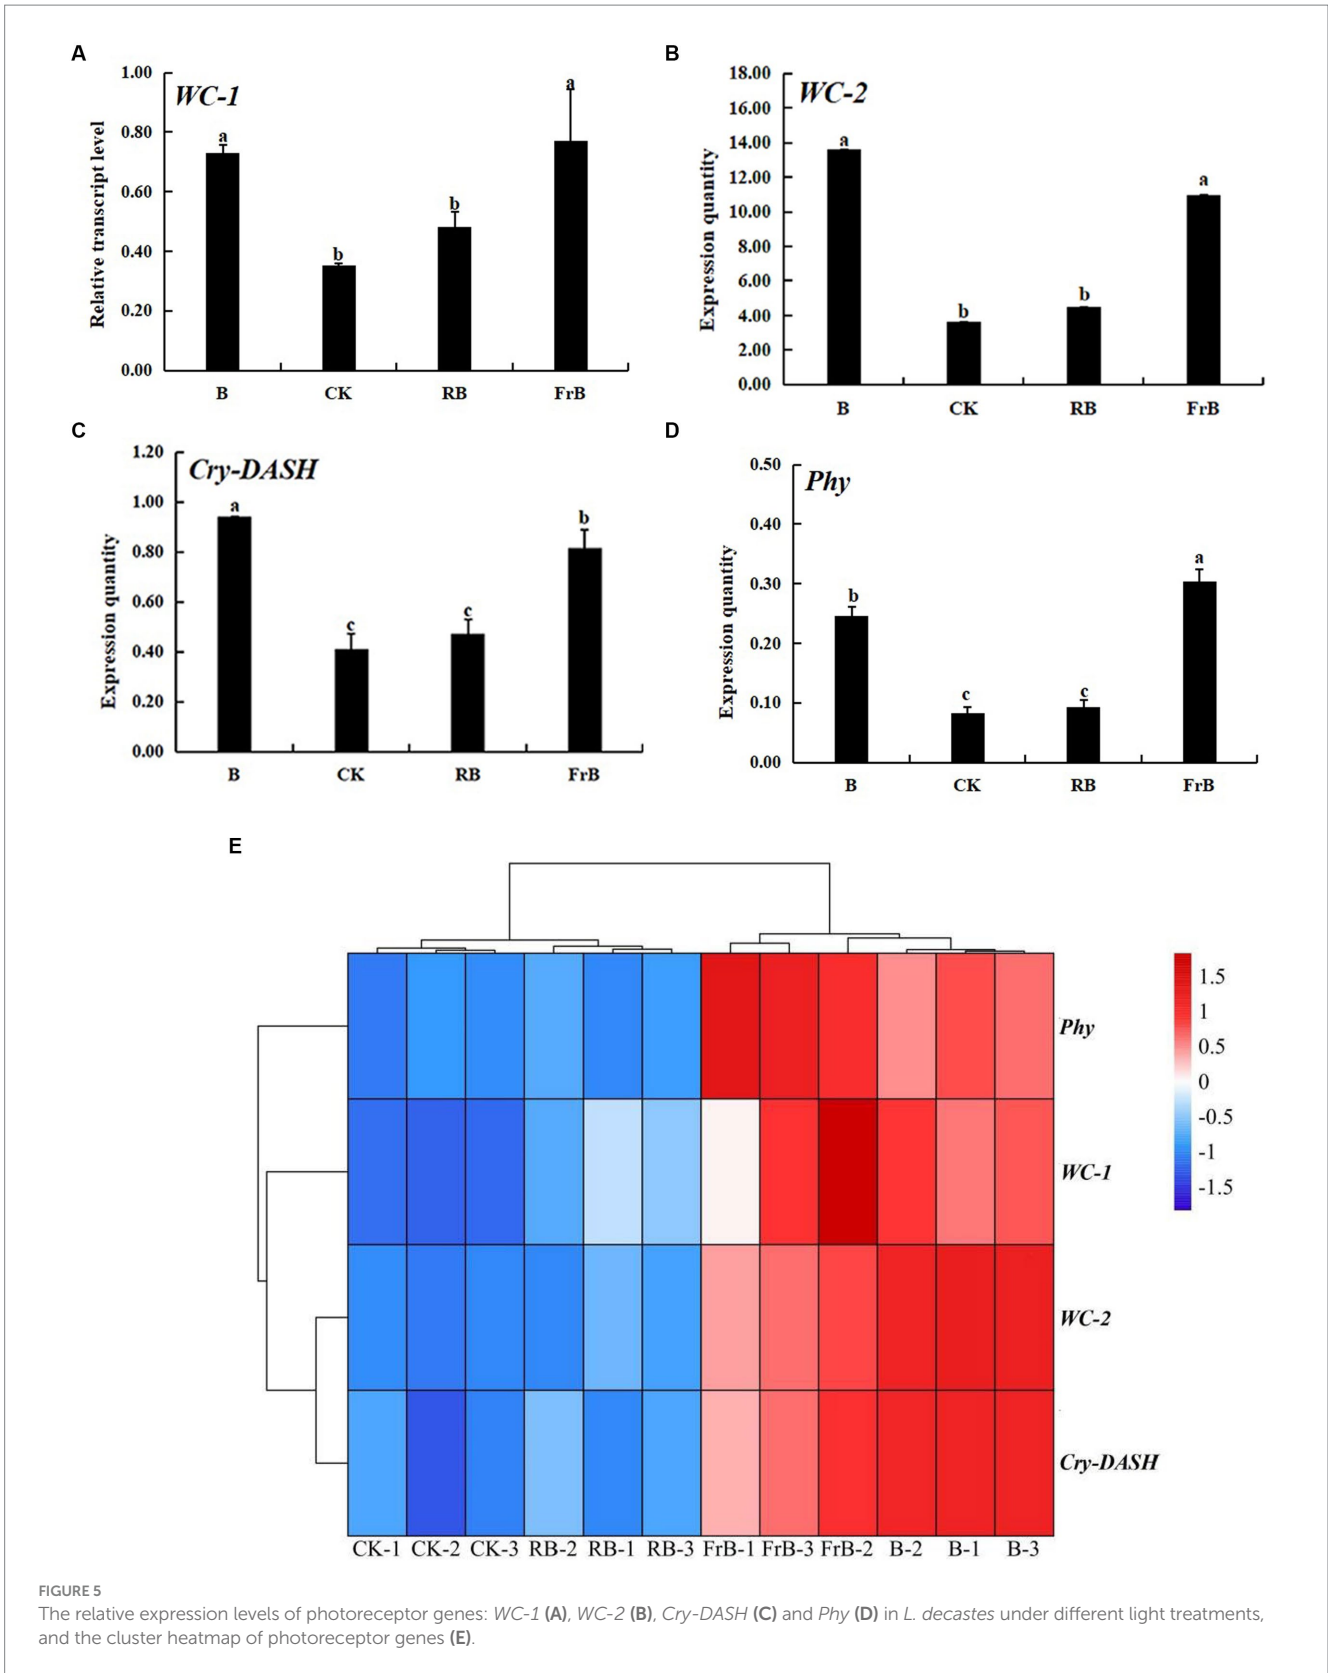 A
WC-1
Relative transcript level
1.00
0.80
0.60
0.40
0.20
0.00
a
b
b
a
B CK RB FrB
B
WC-2
Expression quantity
18.00
16.00
14.00
12.00
10.00
8.00
6.00
4.00
2.00
0.00
a
b
b
a
B CK RB FrB
C
Cry-DASH
Expression quantity
1.20
1.00
0.80
0.60
0.40
0.20
0.00
a
c
c
b
B CK RB FrB
D
Phy
Expression quantity
0.50
0.40
0.30
0.20
0.10
0.00
b
c
c
a
B CK RB FrB
E
Phy
WC-1
WC-2
Cry-DASH
1.5
1
0.5
0
-0.5
-1
-1.5
CK-1 CK-2 CK-3 RB-2 RB-1 RB-3 FrB-1 FrB-3 FrB-2 B-2 B-1 B-3
FIGURE 5
The relative expression levels of photoreceptor genes: WC-1 (A), WC-2 (B), Cry-DASH (C) and Phy (D) in L. decastes under different light treatments,
and the cluster heatmap of photoreceptor genes (E).